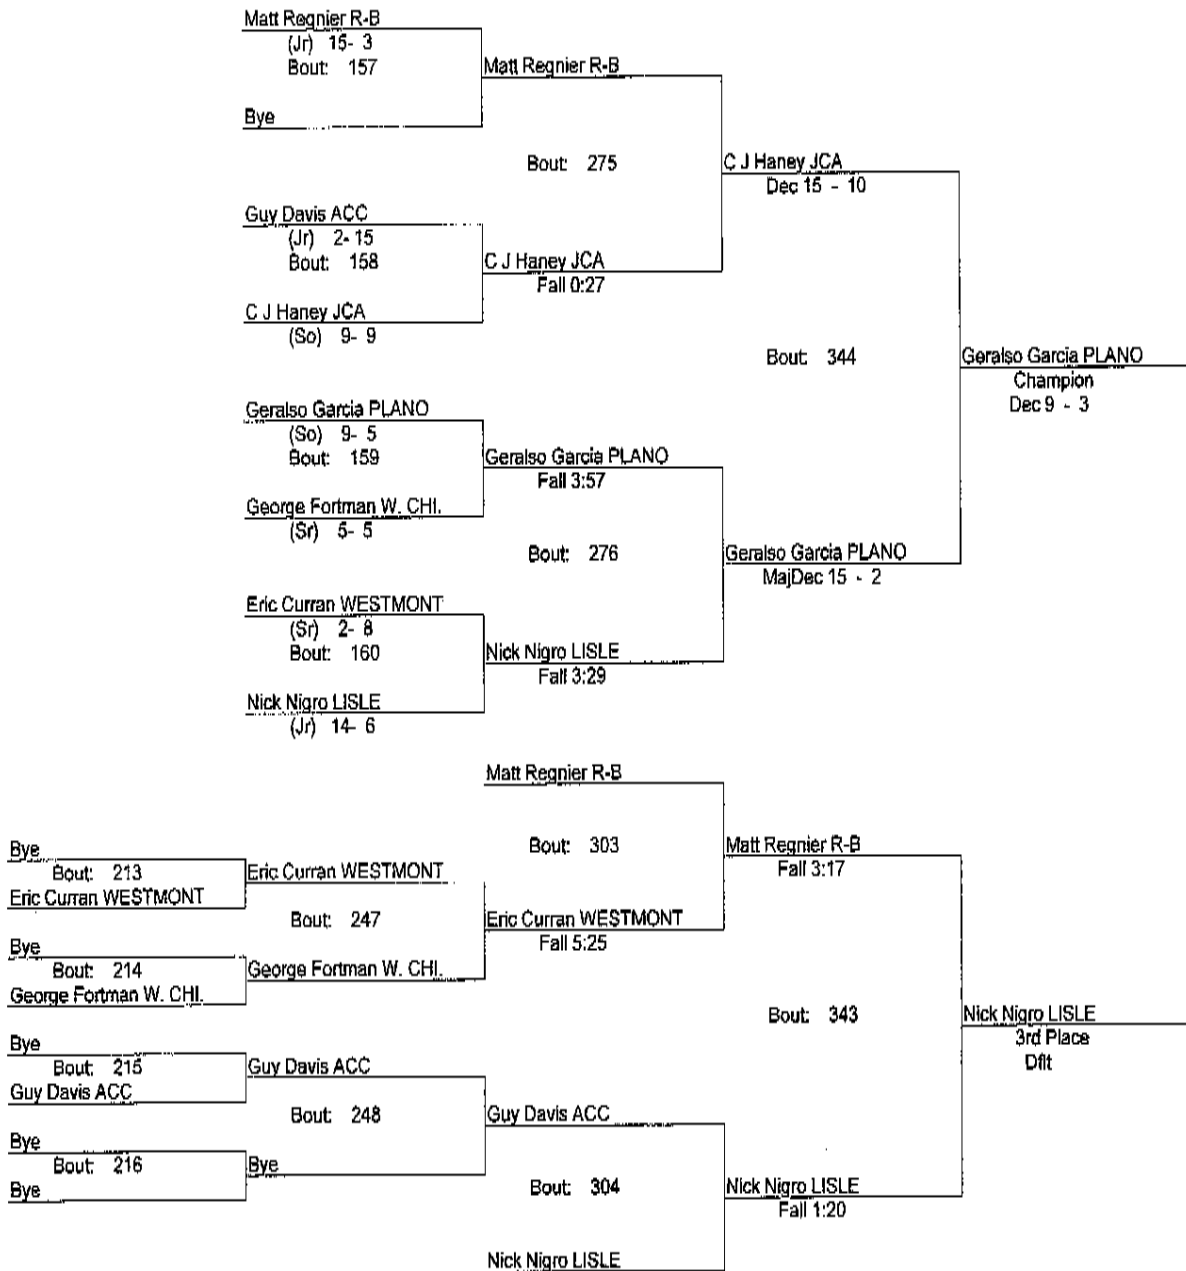 Matt Regnier R-B
(Jr) 15- 3
Bout: 157
Matt Regnier R-B
Bye
Bout: 275
C J Haney JCA
Dec 15 - 10
Guy Davis ACC
(Jr) 2- 15
Bout: 158
C J Haney JCA
Fall 0:27
C J Haney JCA
(So) 9- 9
Bout: 344
Geralso Garcia PLANO
Champion
Dec 9 - 3
Geralso Garcia PLANO
(So) 9- 5
Bout: 159
Geralso Garcia PLANO
Fall 3:57
George Fortman W. CHI.
(Sr) 5- 5
Bout: 276
Geralso Garcia PLANO
MajDec 15 - 2
Eric Curran WESTMONT
(Sr) 2- 8
Bout: 160
Nick Nigro LISLE
Fall 3:29
Nick Nigro LISLE
(Jr) 14- 6
Matt Regnier R-B
Bout: 303
Matt Regnier R-B
Fall 3:17
Bye
Bout: 213
Eric Curran WESTMONT
Eric Curran WESTMONT
Bout: 247
Eric Curran WESTMONT
Fall 5:25
Bye
Bout: 214
George Fortman W. CHI.
George Fortman W. CHI.
Bout: 343
Nick Nigro LISLE
3rd Place
Dflt
Bye
Bout: 215
Guy Davis ACC
Guy Davis ACC
Bout: 248
Guy Davis ACC
Bye
Bout: 216
Bye
Bye
Bout: 304
Nick Nigro LISLE
Fall 1:20
Nick Nigro LISLE